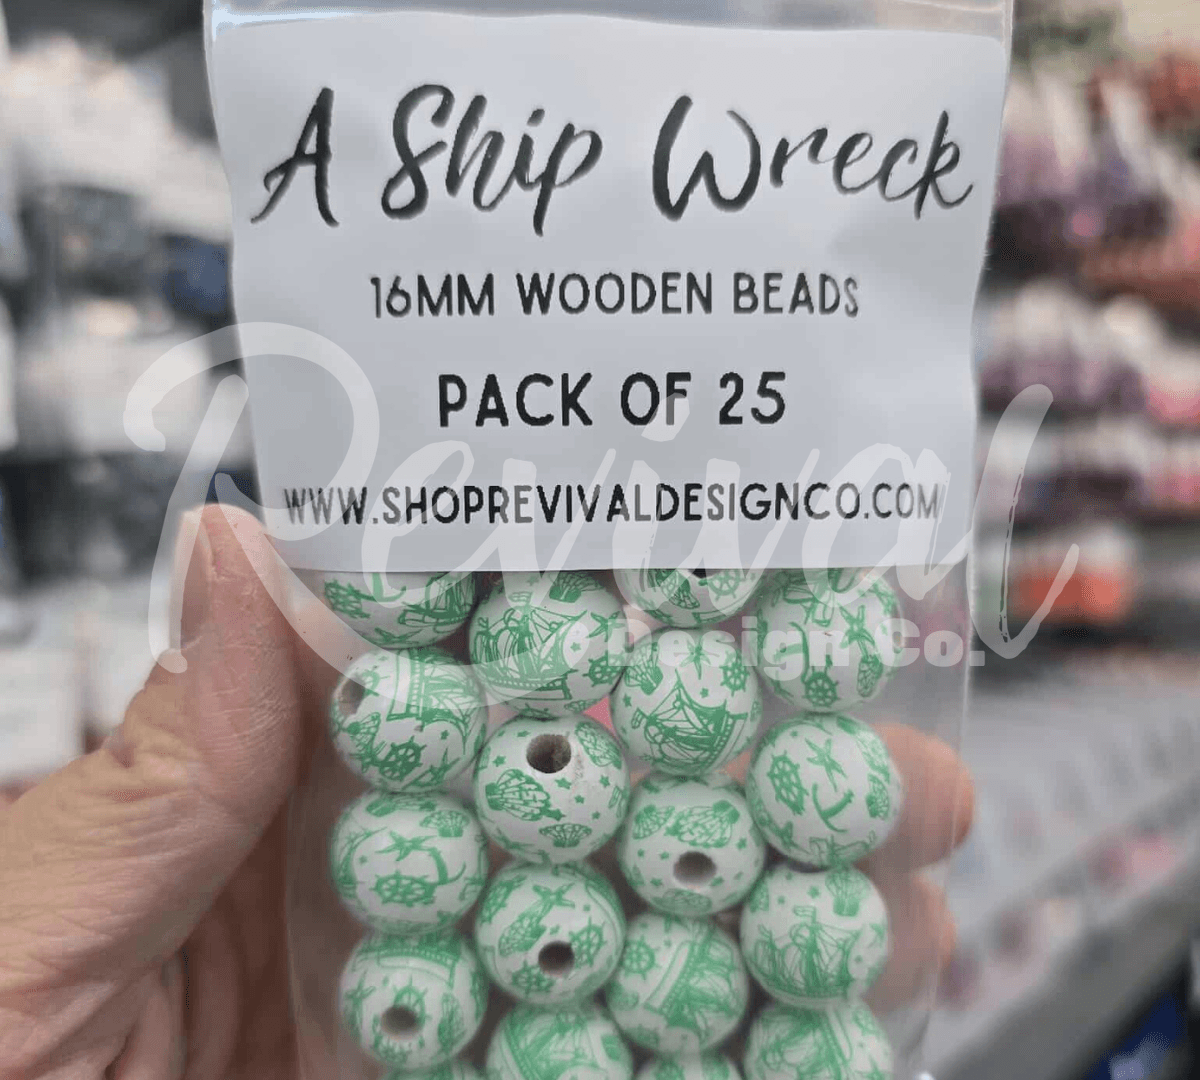 A Ship Wreck
16MM WOODEN BEADS
PACK OF 25
WWW.SHOPREVIVALDESIGNCO.COM
Revival
Design Co.